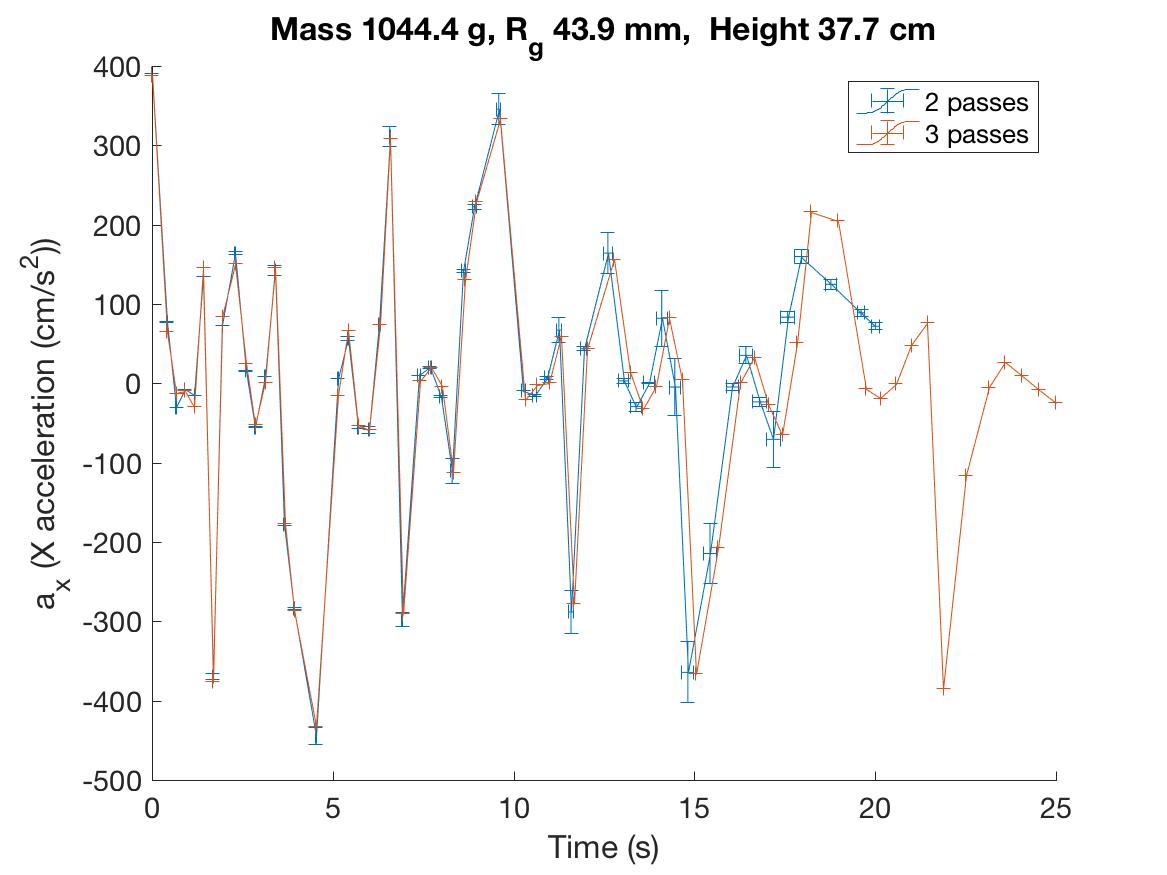 Mass 1044.4 g, Rg 43.9 mm, Height 37.7 cm
2 passes
3 passes
400
300
200
100
0
-100
-200
-300
-400
-500
ax (X acceleration (cm/s2))
0 5 10 15 20 25
Time (s)